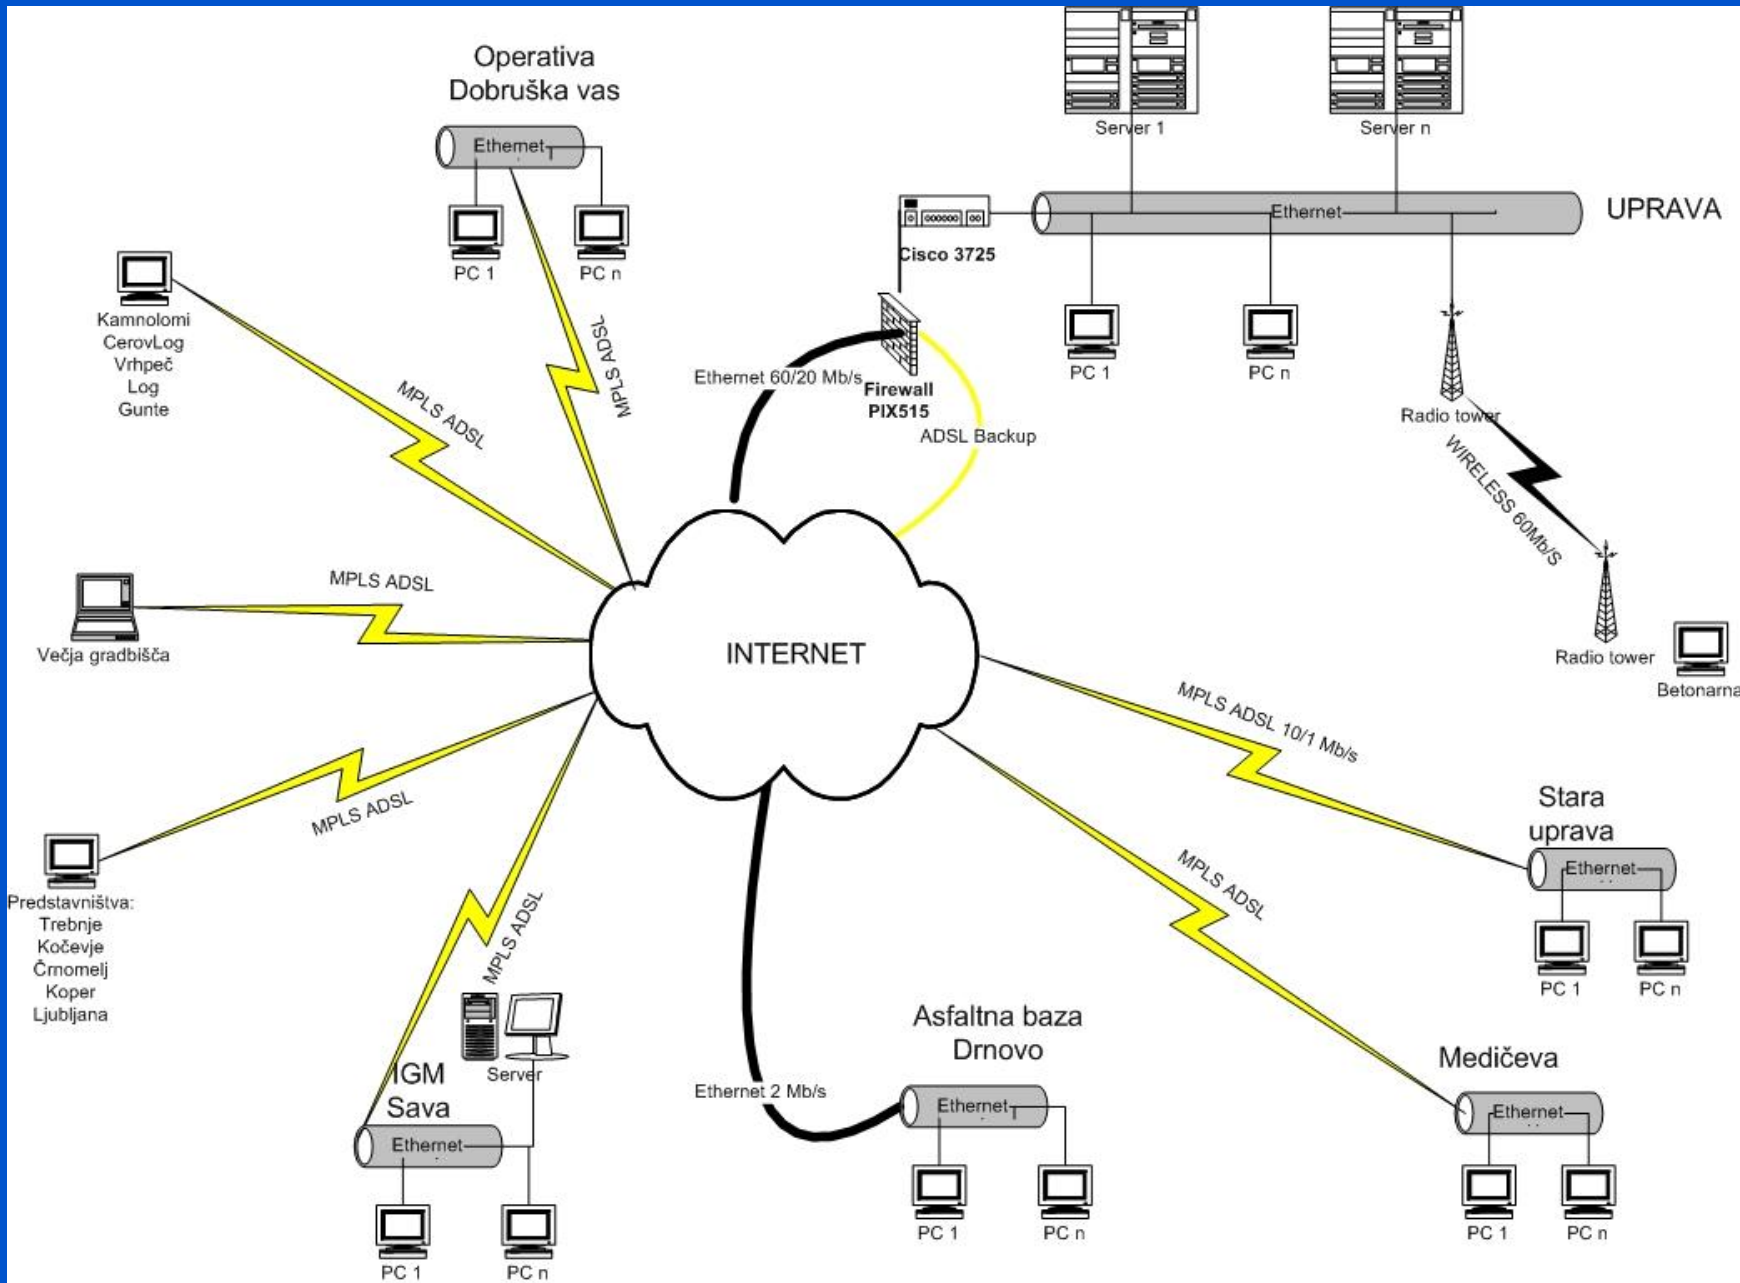 Operativa
Dobruška vas
Ethernet
PC 1
PC n
MPLS ADSL
Server 1
Server n
Ethernet
UPRAVA
Cisco 3725
PC 1
PC n
Radio tower
WIRELESS 60Mb/S
Radio tower
Betonarna
Ethernet 60/20 Mb/s
Firewall
PIX515
ADSL Backup
Kamnolomi
CerovLog
Vrhpeč
Log
Gunte
MPLS ADSL
Večja gradbišča
MPLS ADSL
INTERNET
MPLS ADSL
Predstavništva:
Trebnje
Kočevje
Črnomelj
Koper
Ljubljana
MPLS ADSL
Server
IGM
Sava
Ethernet
PC 1
PC n
Ethernet 2 Mb/s
Asfaltna baza
Drnovo
Ethernet
PC 1
PC n
MPLS ADSL 10/1 Mb/s
Stara
uprava
Ethernet
PC 1
PC n
MPLS ADSL
Medičeva
Ethernet
PC 1
PC n